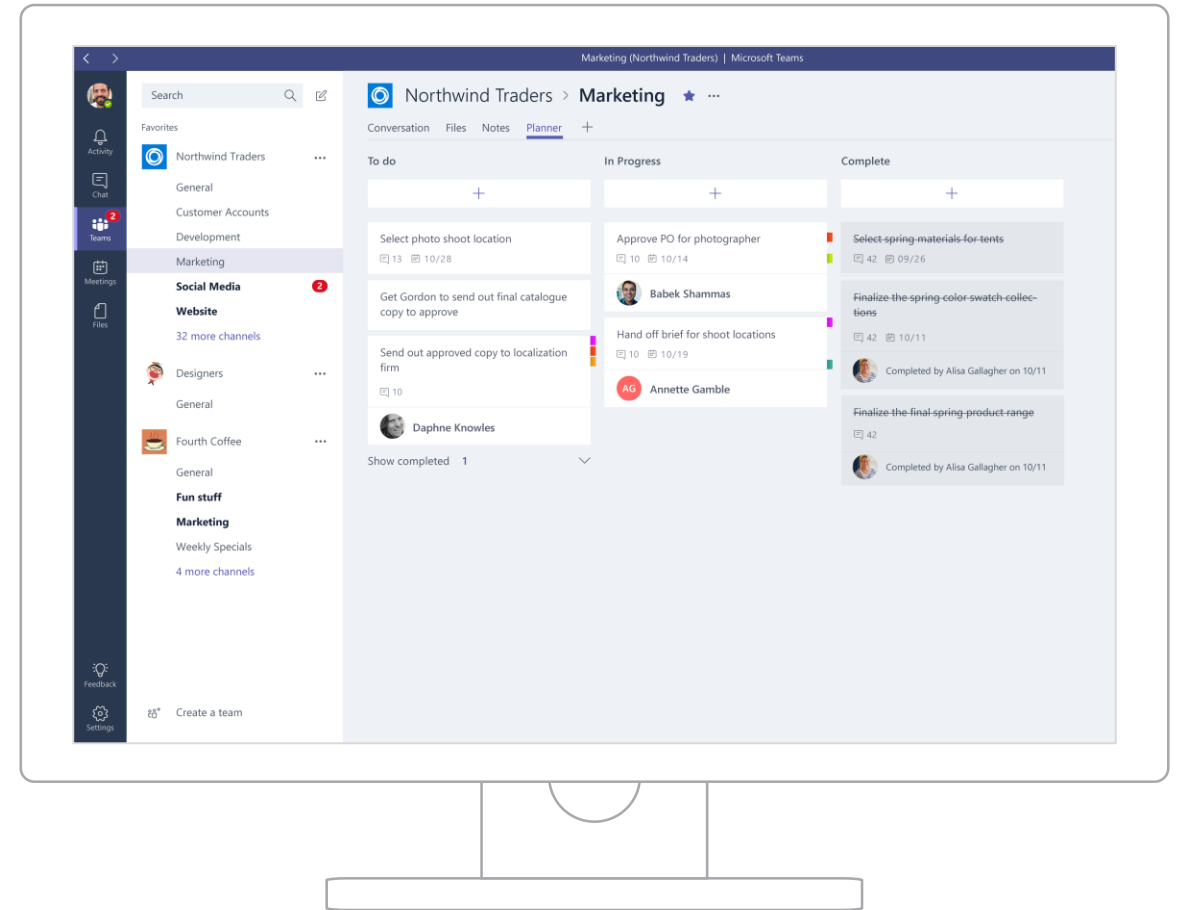 Marketing (Northwind Traders) | Microsoft Teams
Activity
Chat
2
Teams
Meetings
Files
Feedback
Settings
Search
Favorites
Northwind Traders
General
Customer Accounts
Development
Marketing
Social Media 2
Website
32 more channels
Designers
General
Fourth Coffee
General
Fun stuff
Marketing
Weekly Specials
4 more channels
Create a team
Northwind Traders > Marketing
Conversation Files Notes Planner
To do
Select photo shoot location
13 10/28
Get Gordon to send out final catalogue
copy to approve
Send out approved copy to localization
firm
10
Daphne Knowles
Show completed 1
In Progress
Approve PO for photographer
10 10/14
Babek Shammas
Hand off brief for shoot locations
10 10/19
AG Annette Gamble
Complete
Select spring materials for tents
42 09/26
Finalize the spring color swatch collec-
tions
42 10/11
Completed by Alisa Gallagher on 10/11
Finalize the final spring product range
42
Completed by Alisa Gallagher on 10/11